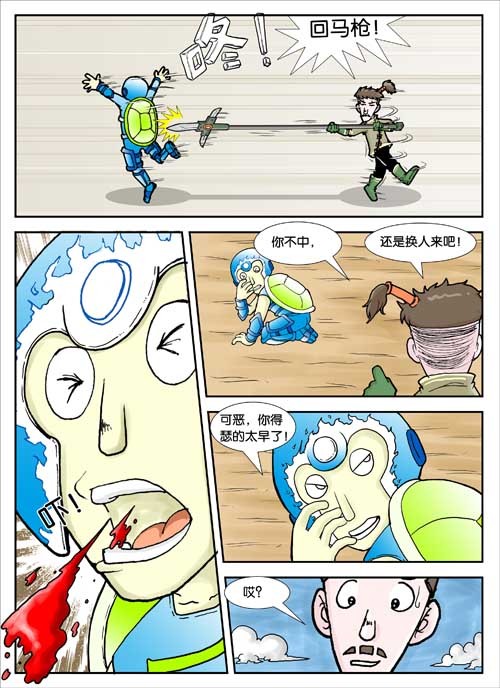 咚！
回马枪！
你不中，
还是换人来吧！
吓！
可恶，你得
瑟的太早了！
哎？